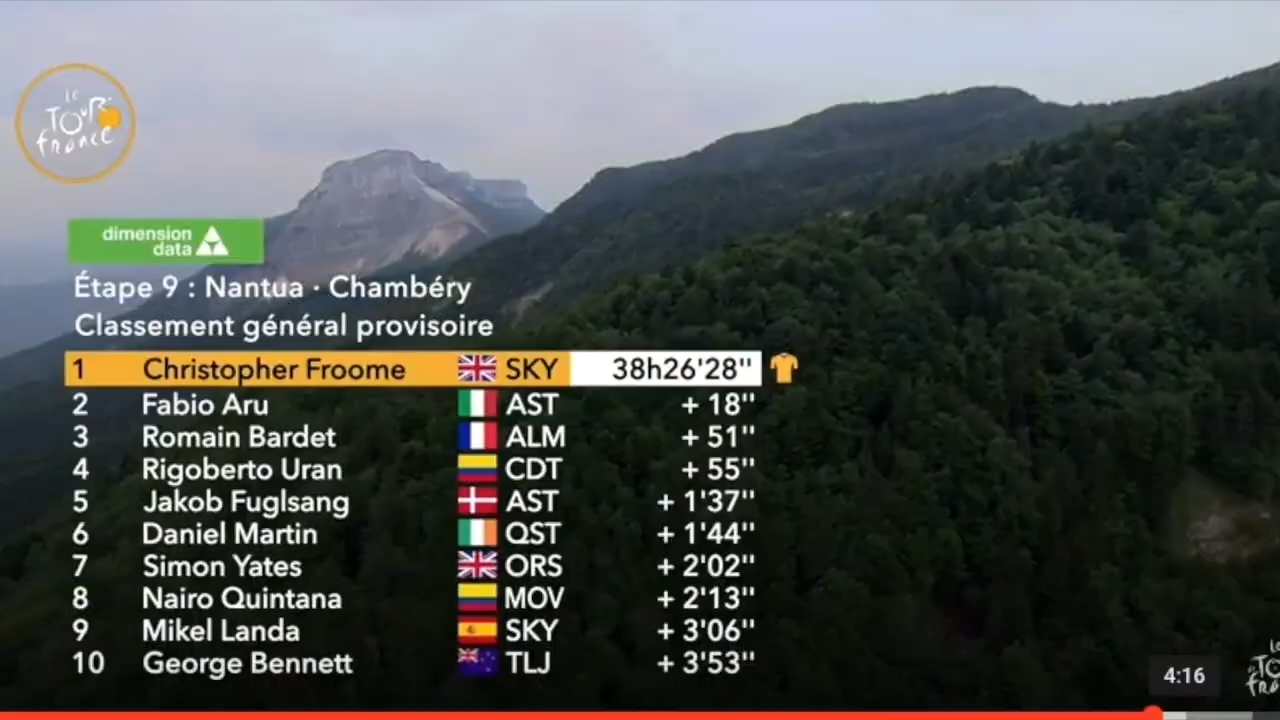 le
TOUR
de
france
dimension
data
Étape 9 : Nantua · Chambéry
Classement général provisoire
1 Christopher Froome SKY 38h26'28''
2 Fabio Aru AST + 18''
3 Romain Bardet ALM + 51''
4 Rigoberto Uran CDT + 55''
5 Jakob Fuglsang AST + 1'37''
6 Daniel Martin QST + 1'44''
7 Simon Yates ORS + 2'02''
8 Nairo Quintana MOV + 2'13''
9 Mikel Landa SKY + 3'06''
10 George Bennett TLJ + 3'53''
4:16